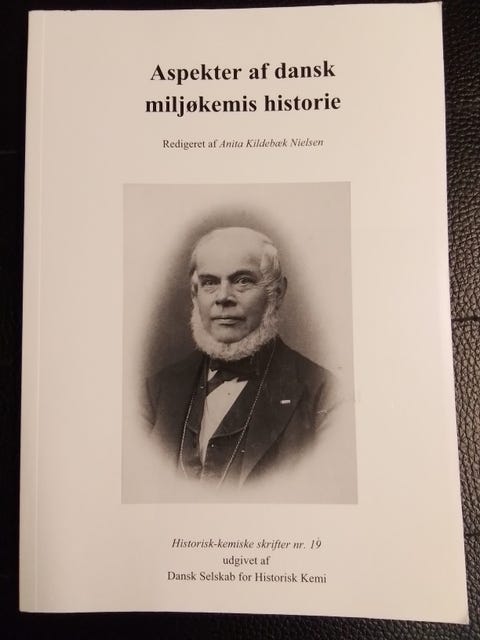 Aspekter af dansk
miljøkemis historie
Redigeret af Anita Kildebæk Nielsen
Historisk-kemiske skrifter nr. 19
udgivet af
Dansk Selskab for Historisk Kemi